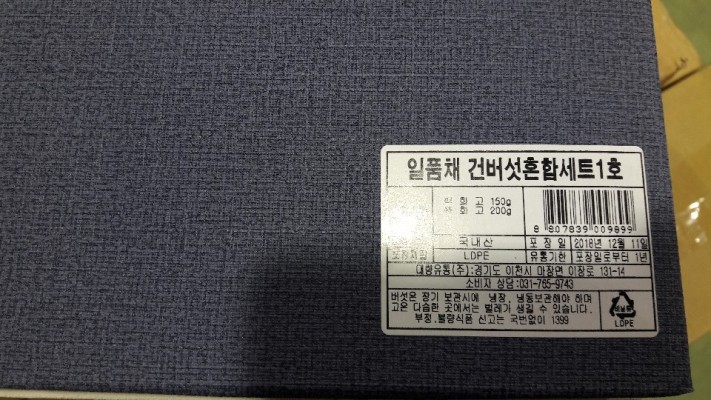 일품채 건버섯혼합세트1호
화 고 150g
화 고 200g
8 807839 009899
국내산
포 장 일 2018년 12월 11일
포장재질 LDPE
유통기한 포장일로부터 1년
대향유통(주):경기도 이천시 마장면 이장로 131-14
소비자 상담:031-765-9743
버섯은 장기 보관시에 냉장, 냉동보관해야 하며
고온 다습한 곳에서는 벌레가 생길 수 있습니다.
부정,불량식품 신고는 국번없이 1399
비닐류
LDPE